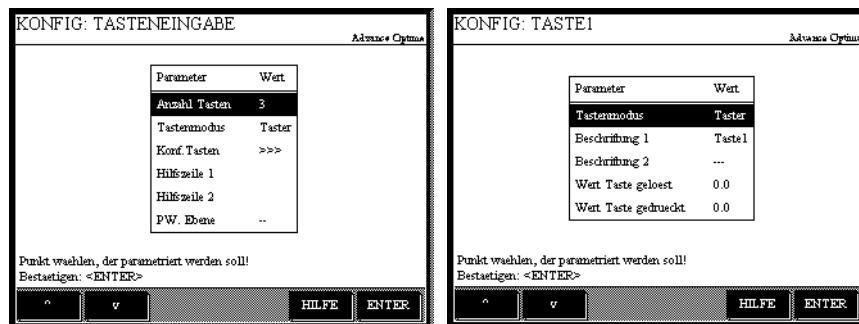 KONFIG: TASTENEINGABE
Advance Optima
Parameter Wert
Anzahl Tasten 3
Tastenmodus Taster
Konf. Tasten >>>
Hilfszeile 1
Hilfszeile 2
PW. Ebene --
Punkt waehlen, der parametriert werden soll!
Bestaetigen: <ENTER>
^ v HILFE ENTER
KONFIG: TASTE1
Advance Optima
Parameter Wert
Tastenmodus Taster
Beschriftung 1 Taste1
Beschriftung 2 ---
Wert Taste geloest 0.0
Wert Taste gedrueckt 0.0
Punkt waehlen, der parametriert werden soll!
Bestaetigen: <ENTER>
^ v HILFE ENTER